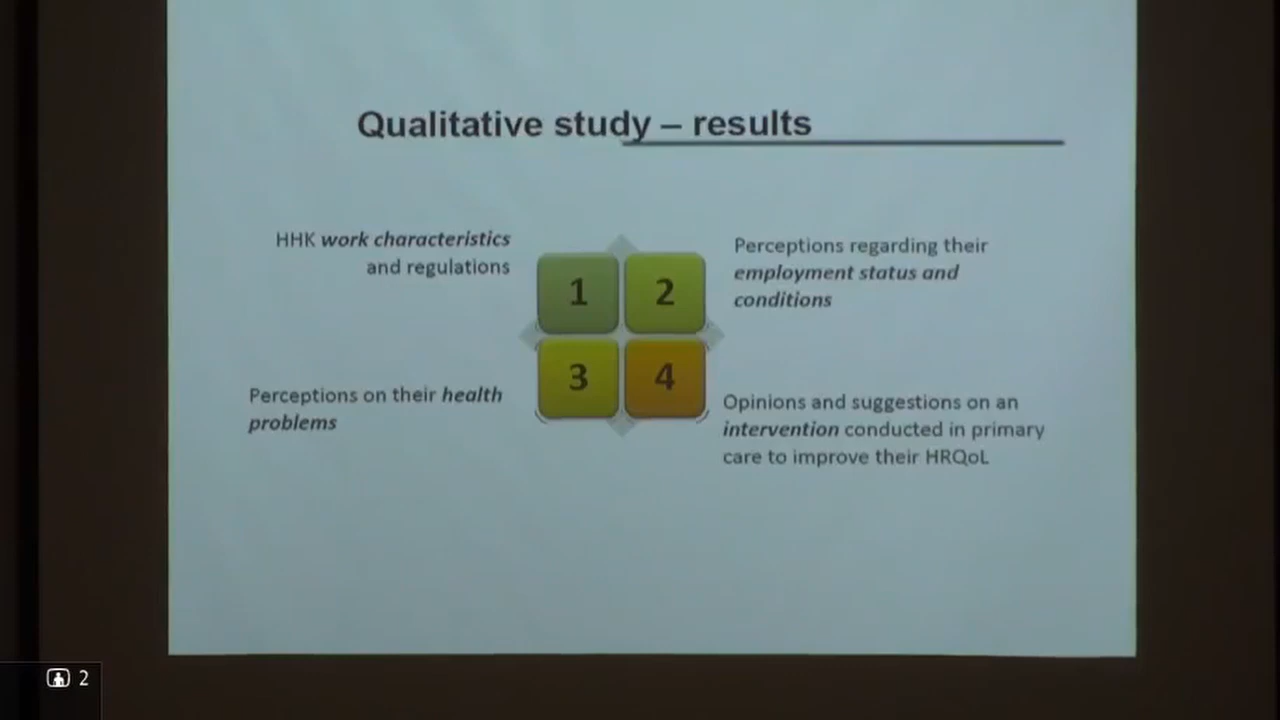 Qualitative study – results
HHK work characteristics
and regulations
1
2
Perceptions regarding their
employment status and
conditions
Perceptions on their health
problems
3
4
Opinions and suggestions on an
intervention conducted in primary
care to improve their HRQoL
2